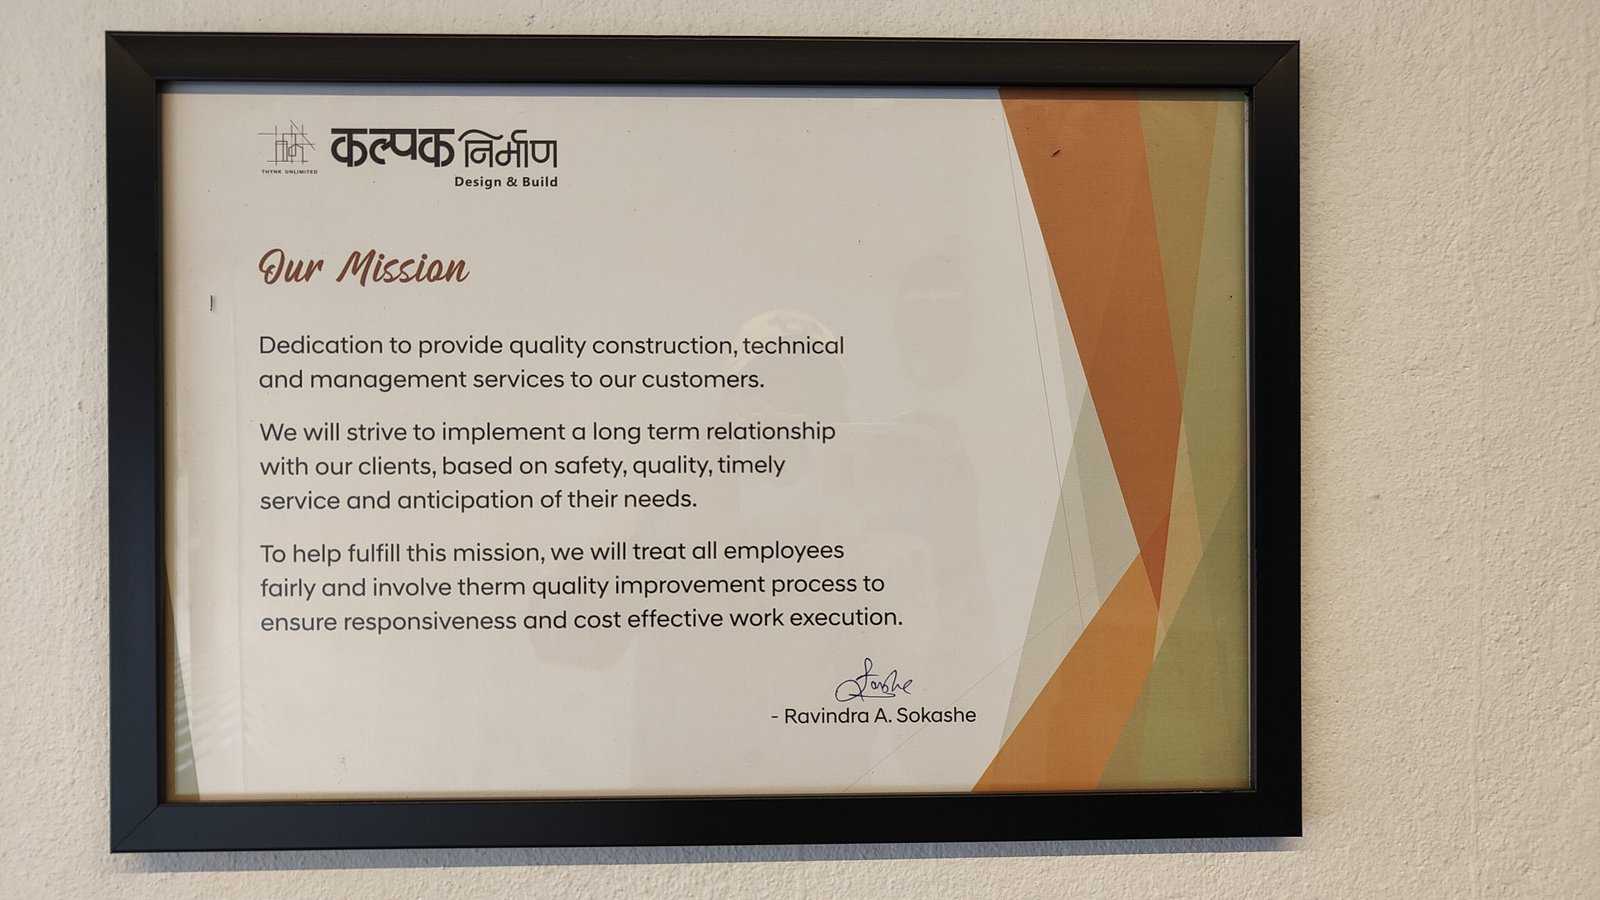 THYNK UNLIMITED
कल्पक निर्माण
Design & Build
Our Mission
Dedication to provide quality construction, technical
and management services to our customers.
We will strive to implement a long term relationship
with our clients, based on safety, quality, timely
service and anticipation of their needs.
To help fulfill this mission, we will treat all employees
fairly and involve therm quality improvement process to
ensure responsiveness and cost effective work execution.
- Ravindra A. Sokashe